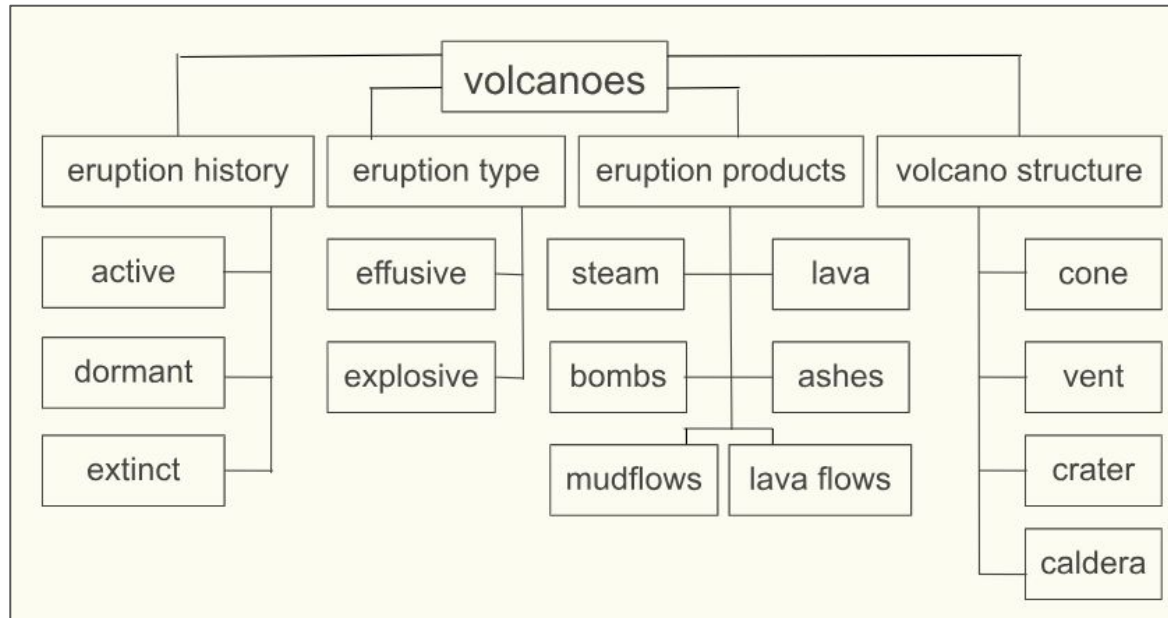 volcanoes
eruption history
eruption type
eruption products
volcano structure
active
effusive
steam
lava
cone
dormant
explosive
bombs
ashes
vent
extinct
mudflows
lava flows
crater
caldera